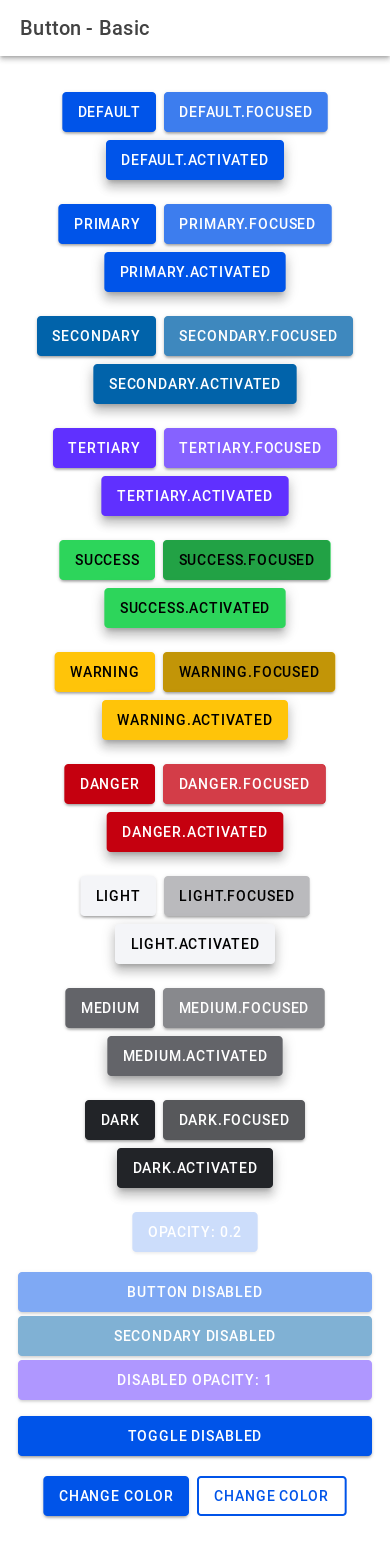 Button - Basic
DEFAULT DEFAULT.FOCUSED
DEFAULT.ACTIVATED
PRIMARY PRIMARY.FOCUSED
PRIMARY.ACTIVATED
SECONDARY SECONDARY.FOCUSED
SECONDARY.ACTIVATED
TERTIARY TERTIARY.FOCUSED
TERTIARY.ACTIVATED
SUCCESS SUCCESS.FOCUSED
SUCCESS.ACTIVATED
WARNING WARNING.FOCUSED
WARNING.ACTIVATED
DANGER DANGER.FOCUSED
DANGER.ACTIVATED
LIGHT LIGHT.FOCUSED
LIGHT.ACTIVATED
MEDIUM MEDIUM.FOCUSED
MEDIUM.ACTIVATED
DARK DARK.FOCUSED
DARK.ACTIVATED
OPACITY: 0.2
BUTTON DISABLED
SECONDARY DISABLED
DISABLED OPACITY: 1
TOGGLE DISABLED
CHANGE COLOR CHANGE COLOR